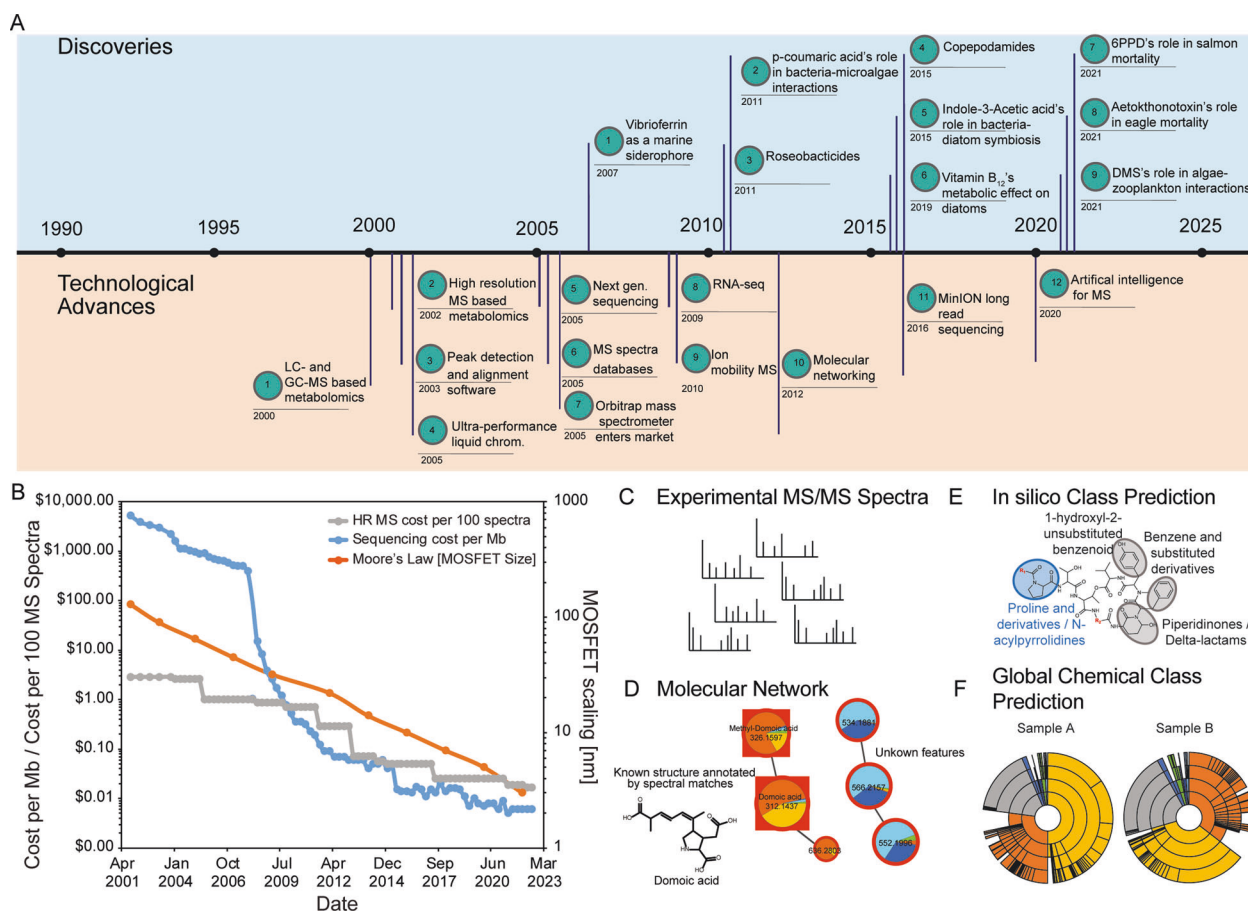 A
Discoveries
1
Vibrioferrin
as a marine
siderophore
2007
2
p-coumaric acid's role
in bacteria-microalgae
interactions
2011
3
Roseobacticides
2011
4
Copepodamides
2015
5
Indole-3-Acetic acid's
role in bacteria-
diatom symbiosis
2015
6
Vitamin B12's
metabolic effect on
diatoms
2019
7
6PPD's role in salmon
mortality
2021
8
Aetokthonotoxin's role
in eagle mortality
2021
9
DMS's role in algae-
zooplankton interactions
2021
1990 1995 2000 2005 2010 2015 2020 2025
Technological
Advances
1
LC- and
GC-MS based
metabolomics
2000
2
High resolution
MS based
metabolomics
2002
3
Peak detection
and alignment
software
2003
4
Ultra-performance
liquid chrom.
2005
5
Next gen.
sequencing
2005
6
MS spectra
databases
2005
7
Orbitrap mass
spectrometer
enters market
2005
8
RNA-seq
2009
9
Ion
mobility MS
2010
10
Molecular
networking
2012
11
MinION long
read
sequencing
2016
12
Artifical intelligence
for MS
2020
B
Cost per Mb / Cost per 100 MS Spectra
$10,000.00
$1,000.00
$100.00
$10.00
$1.00
$0.10
$0.01
$0.00
HR MS cost per 100 spectra
Sequencing cost per Mb
Moore's Law [MOSFET Size]
1000
100
10
1
MOSFET scaling [nm]
Apr 2001
Jan 2004
Oct 2006
Jul 2009
Apr 2012
Dec 2014
Sep 2017
Jun 2020
Mar 2023
Date
C Experimental MS/MS Spectra
D Molecular Network
Methyl-Domoic acid
326.1597
Domoic acid
312.1437
636.2803
534.1881
566.2157
552.1996
Unkown features
Known structure annotated
by spectral matches
HO
O
OH
O
HN
O
HO
Domoic acid
E In silico Class Prediction
1-hydroxyl-2-
unsubstituted
benzenoid
Benzene and
substituted
derivatives
Proline and
derivatives / N-
acylpyrrolidines
Piperidinones /
Delta-lactams
F Global Chemical Class
Prediction
Sample A
Sample B